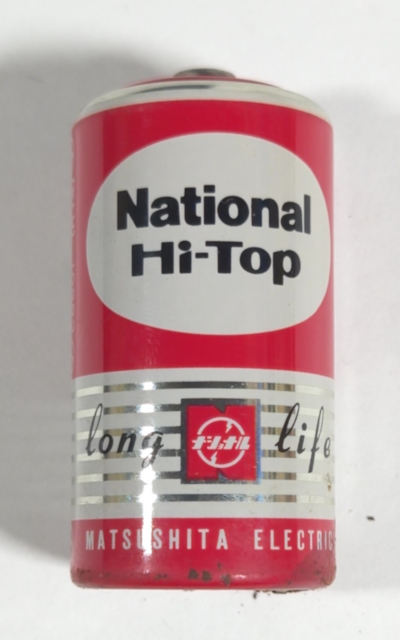 National
Hi-Top
long ナショナル life
MATSUSHITA ELECTRIC